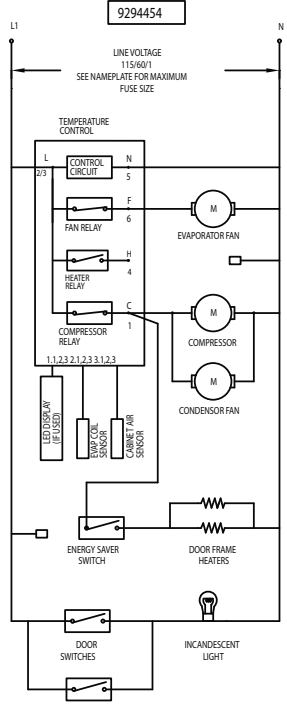 9294454
L1
N
LINE VOLTAGE
115/60/1
SEE NAMEPLATE FOR MAXIMUM
FUSE SIZE
TEMPERATURE
CONTROL
L
2/3
CONTROL
CIRCUIT
N
5
F
6
FAN RELAY
M
EVAPORATOR FAN
H
4
HEATER
RELAY
C
1
COMPRESSOR
RELAY
M
COMPRESSOR
M
CONDENSOR FAN
1.1,2,3 2.1,2,3 3.1,2,3
LED DISPLAY
(IF USED)
EVAP COIL
SENSOR
CABINET AIR
SENSOR
ENERGY SAVER
SWITCH
DOOR FRAME
HEATERS
DOOR
SWITCHES
INCANDESCENT
LIGHT